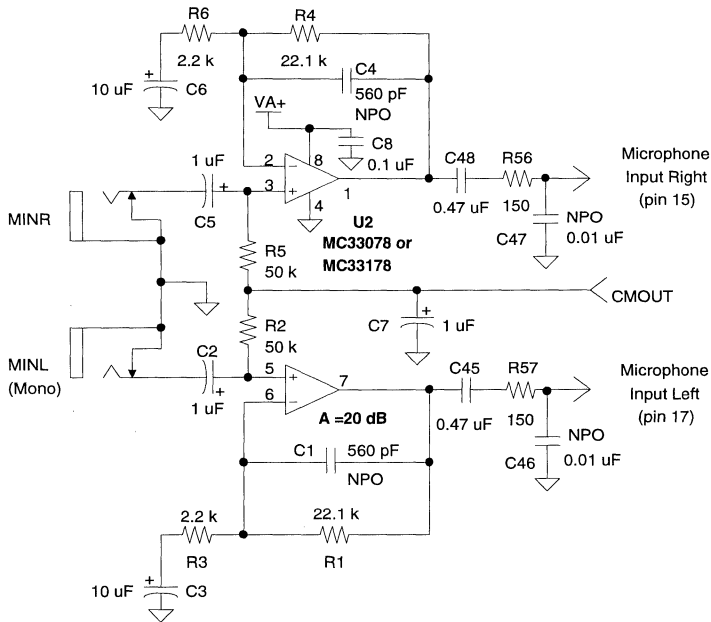 R6
R4
2.2 k
22.1 k
+
10 uF
C6
C4
560 pF
NPO
VA+
C8
0.1 uF
1 uF
+
C5
2
−
8
3
+
1
4
C48
R56
0.47 uF
150
Microphone
Input Right
(pin 15)
NPO
C47
0.01 uF
MINR
U2
MC33078 or
MC33178
R5
50 k
CMOUT
+
C7
1 uF
R2
50 k
MINL
(Mono)
C2
+
1 uF
5
+
7
6
−
A =20 dB
C45
R57
0.47 uF
150
Microphone
Input Left
(pin 17)
NPO
C46
0.01 uF
C1
560 pF
NPO
2.2 k
22.1 k
R3
R1
+
10 uF
C3